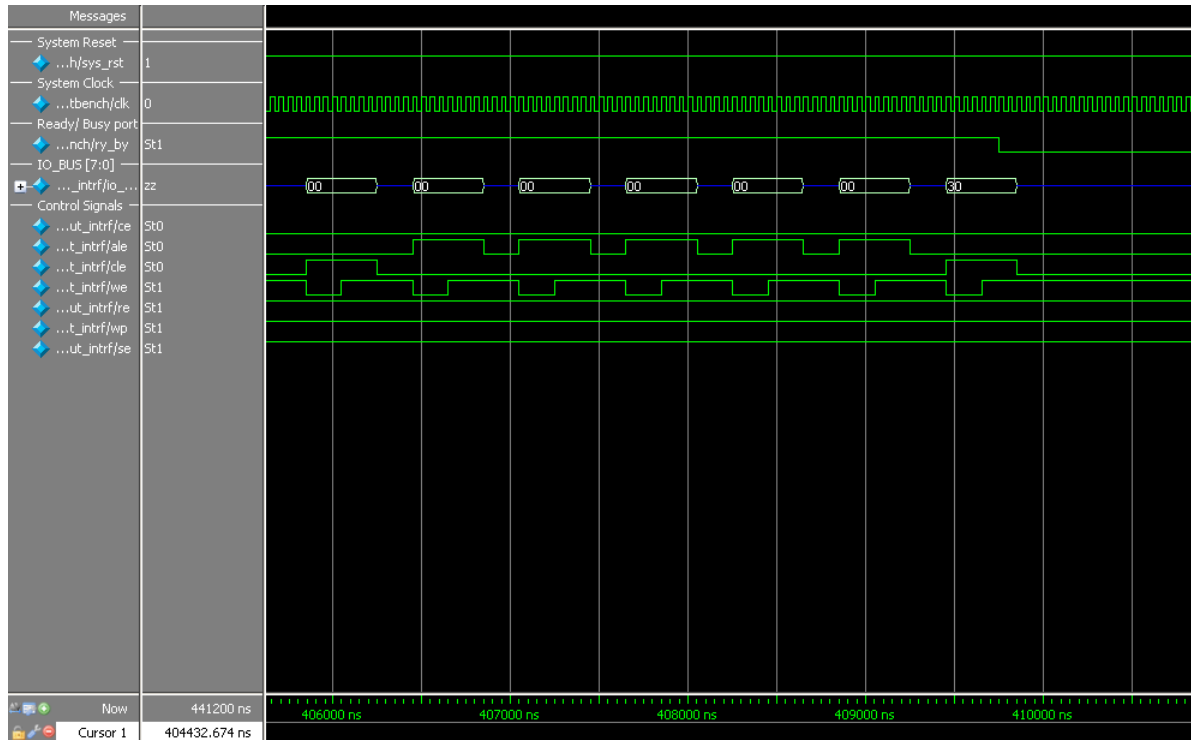 Messages
System Reset
...h/sys_rst 1
System Clock
...tbench/clk 0
Ready/ Busy port
...nch/ry_by St1
IO_BUS [7:0]
..._intrf/io_... zz 00 00 00 00 00 00 30
Control Signals
...ut_intrf/ce St0
...t_intrf/ale St0
...t_intrf/cle St0
...t_intrf/we St1
...ut_intrf/re St1
...t_intrf/wp St1
...ut_intrf/se St1
Now 441200 ns 406000 ns 407000 ns 408000 ns 409000 ns 410000 ns
Cursor 1 404432.674 ns